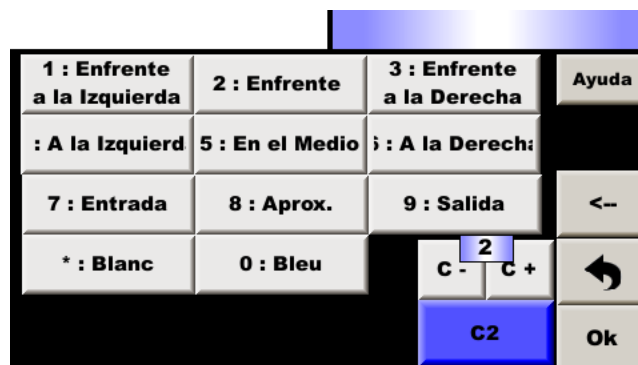 1 : Enfrente
a la Izquierda
2 : Enfrente
3 : Enfrente
a la Derecha
Ayuda
: A la Izquierd
5 : En el Medio
: A la Derech
7 : Entrada
8 : Aprox.
9 : Salida
<--
* : Blanc
0 : Bleu
2
C -
C +
C2
Ok